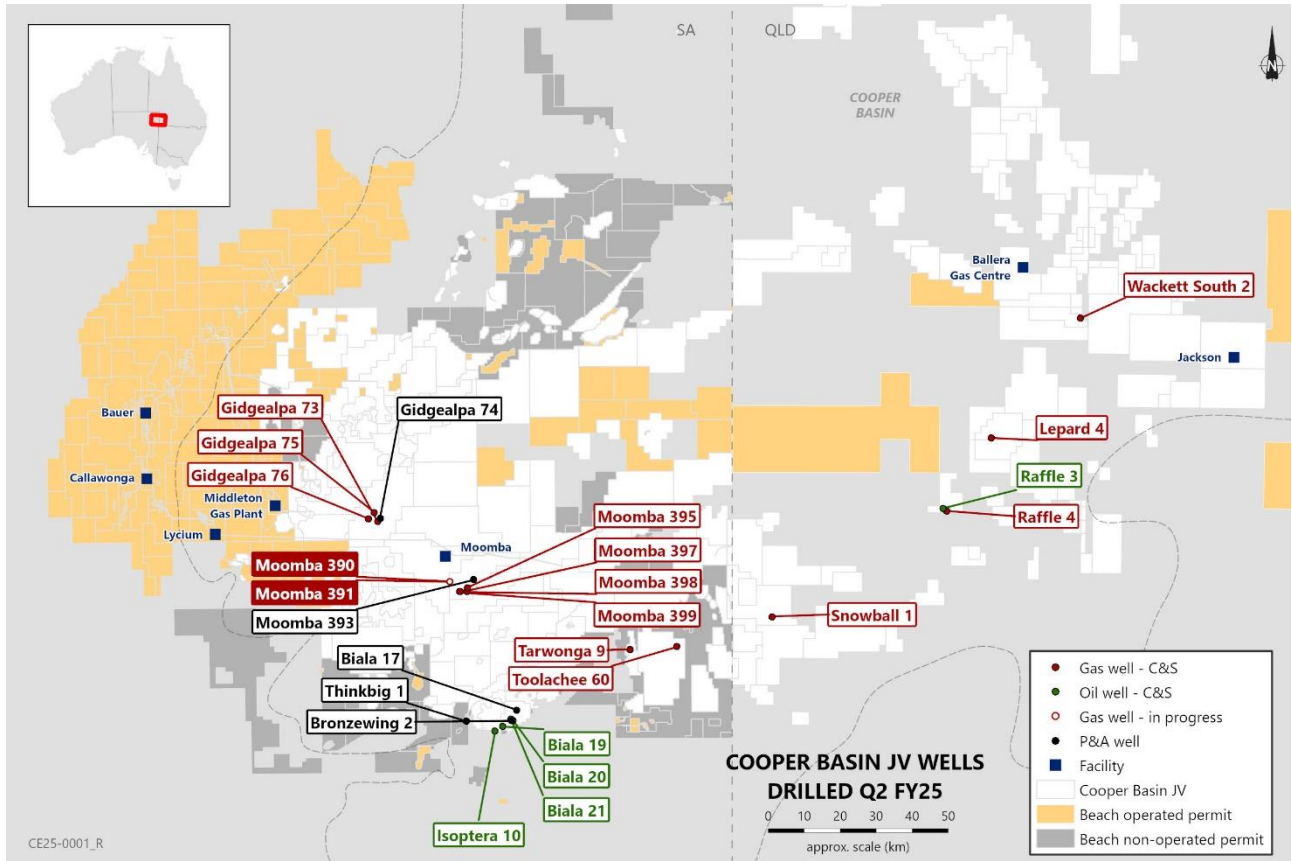 SA
QLD
N
COOPER
BASIN
Ballera
Gas Centre
Wackett South 2
Jackson
Bauer
Gidgealpa 73
Gidgealpa 74
Gidgealpa 75
Callawonga
Gidgealpa 76
Middleton
Gas Plant
Lycium
Lepard 4
Raffle 3
Raffle 4
Moomba
Moomba 395
Moomba 397
Moomba 390
Moomba 398
Moomba 391
Moomba 399
Moomba 393
Snowball 1
Tarwonga 9
Toolachee 60
Biala 17
Thinkbig 1
Bronzewing 2
Biala 19
Biala 20
Biala 21
Isoptera 10
COOPER BASIN JV WELLS
DRILLED Q2 FY25
0 10 20 30 40 50
approx. scale (km)
Gas well - C&S
Oil well - C&S
Gas well - in progress
P&A well
Facility
Cooper Basin JV
Beach operated permit
Beach non-operated permit
CE25-0001_R